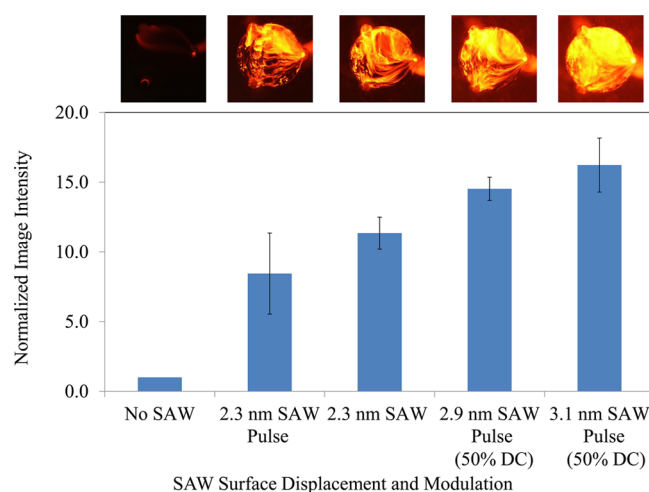 20.0
15.0
10.0
5.0
0.0
Normalized Image Intensity
No SAW
2.3 nm SAW
Pulse
2.3 nm SAW
2.9 nm SAW
Pulse
(50% DC)
3.1 nm SAW
Pulse
(50% DC)
SAW Surface Displacement and Modulation